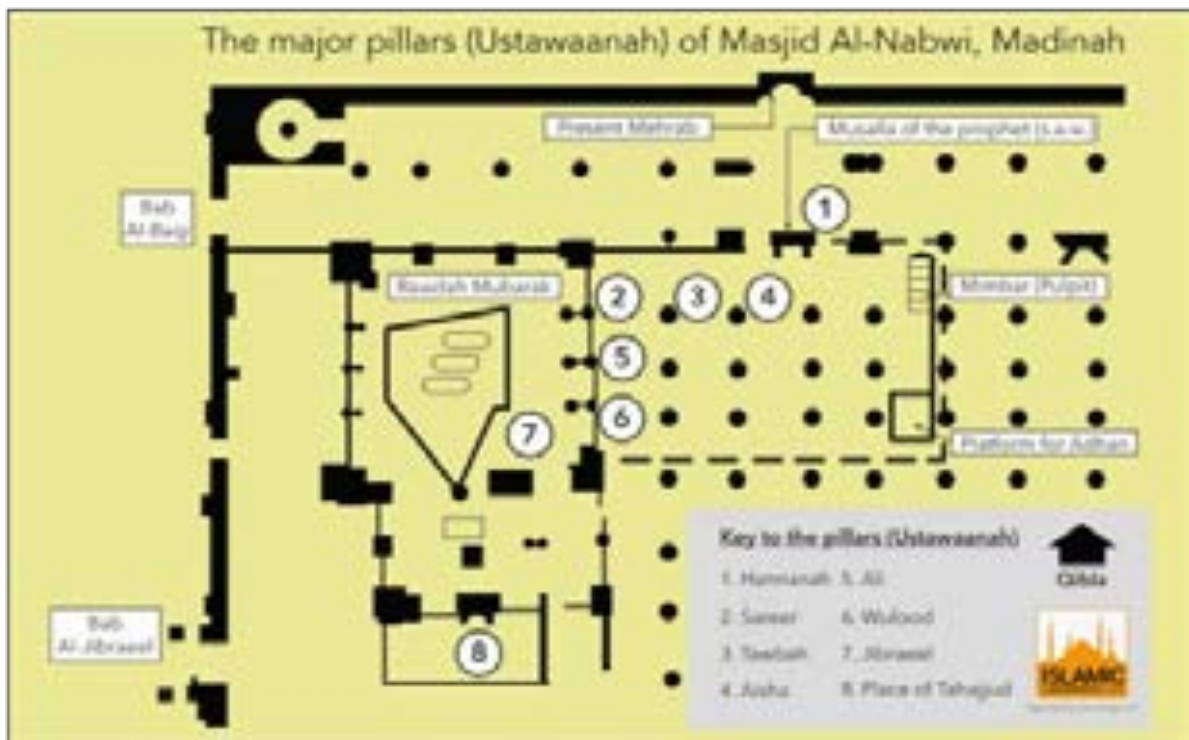 The major pillars (Ustawaanah) of Masjid Al-Nabwi, Madinah
Present Mehrab
Musalla of the prophet (s.a.w.)
Bab
Al-Baqi
1
Raudah Mubarak
2
3
4
Mimbar (Pulpit)
5
6
7
Platform for Adhan
Key to the pillars (Ustawaanah)
1. Hannanah 5. Ali
2. Sareer 6. Wufood
3. Tawbah 7. Jibraeel
4. Aisha 8. Place of Tahajjud
Qibla
Bab
Al-Jibraeel
8
ISLAMIC